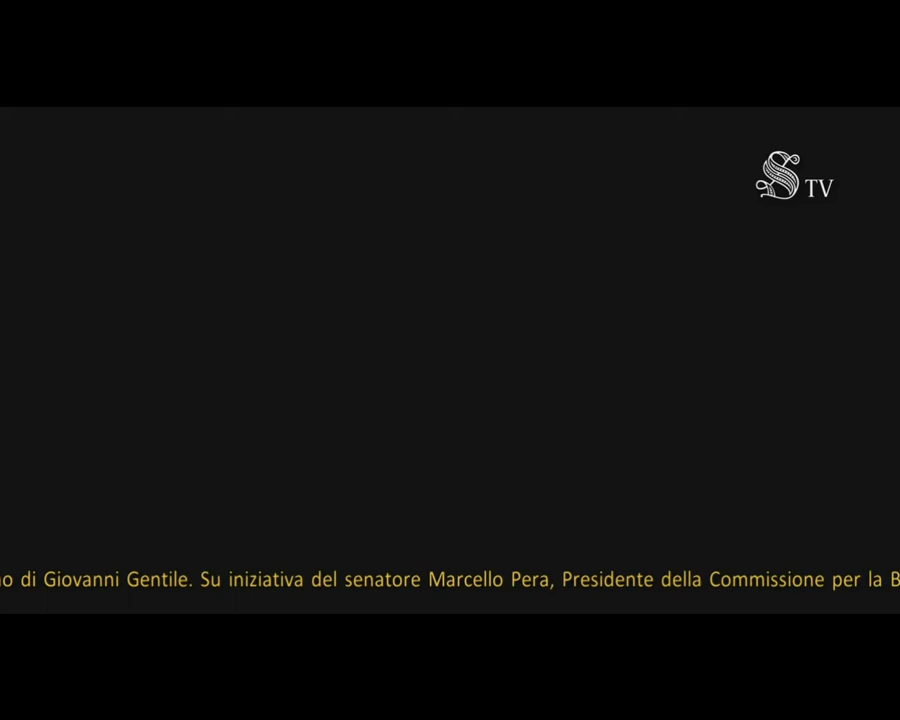 S TV
di Giovanni Gentile. Su iniziativa del senatore Marcello Pera, Presidente della Commissione per la